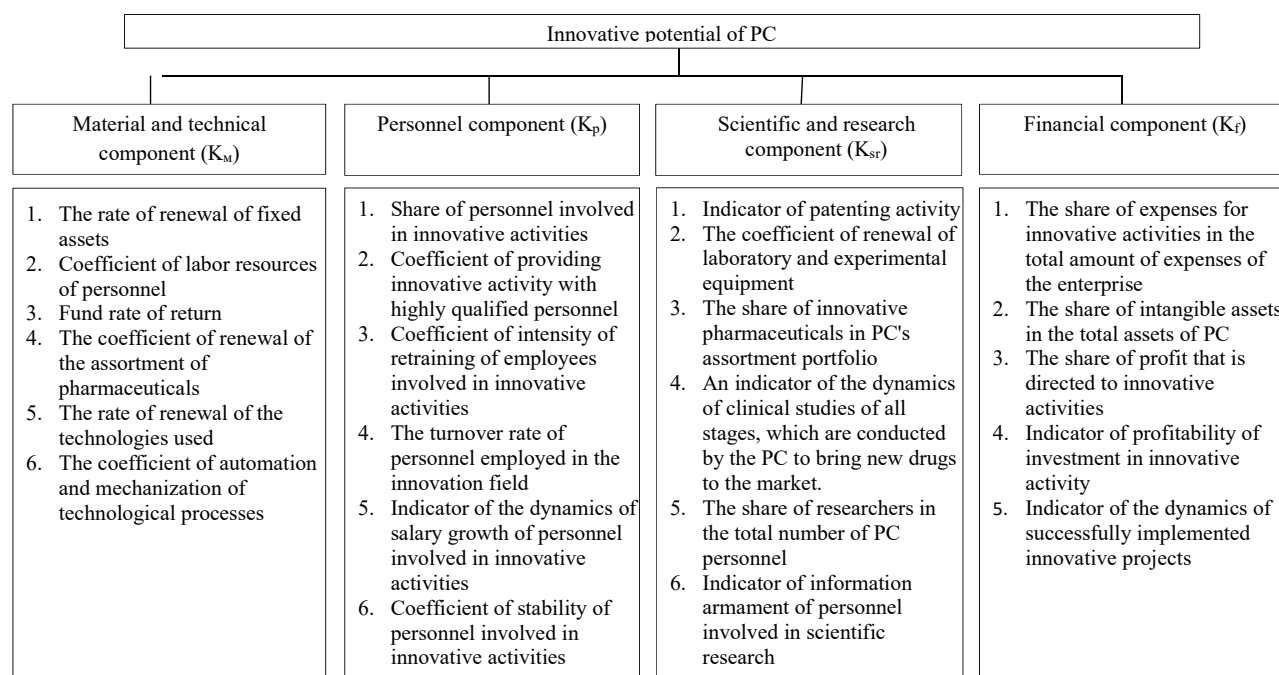 Innovative potential of PC
Material and technical
component (Kₘ)
Personnel component (Kₚ)
Scientific and research
component (Kₛᵣ)
Financial component (K_f)
1. The rate of renewal of fixed
assets
2. Coefficient of labor resources
of personnel
3. Fund rate of return
4. The coefficient of renewal of
the assortment of
pharmaceuticals
5. The rate of renewal of the
technologies used
6. The coefficient of automation
and mechanization of
technological processes
1. Share of personnel involved
in innovative activities
2. Coefficient of providing
innovative activity with
highly qualified personnel
3. Coefficient of intensity of
retraining of employees
involved in innovative
activities
4. The turnover rate of
personnel employed in the
innovation field
5. Indicator of the dynamics of
salary growth of personnel
involved in innovative
activities
6. Coefficient of stability of
personnel involved in
innovative activities
1. Indicator of patenting activity
2. The coefficient of renewal of
laboratory and experimental
equipment
3. The share of innovative
pharmaceuticals in PC's
assortment portfolio
4. An indicator of the dynamics
of clinical studies of all
stages, which are conducted
by the PC to bring new drugs
to the market.
5. The share of researchers in
the total number of PC
personnel
6. Indicator of information
armament of personnel
involved in scientific
research
1. The share of expenses for
innovative activities in the
total amount of expenses of
the enterprise
2. The share of intangible assets
in the total assets of PC
3. The share of profit that is
directed to innovative
activities
4. Indicator of profitability of
investment in innovative
activity
5. Indicator of the dynamics of
successfully implemented
innovative projects